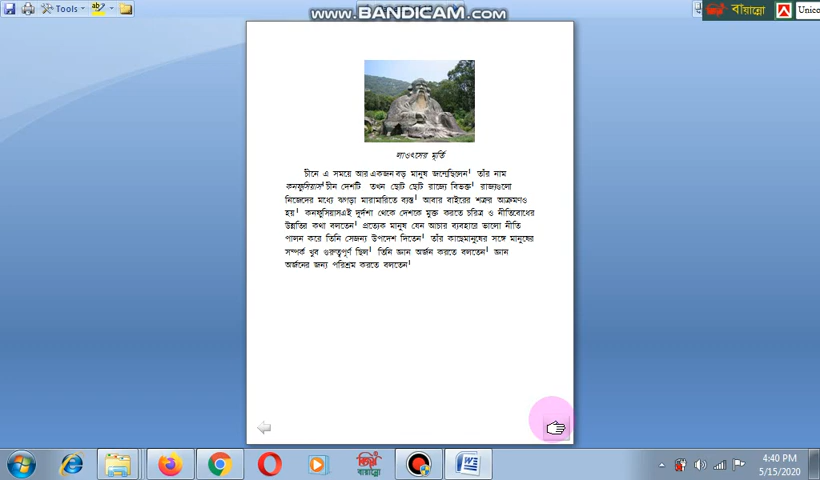 www.BANDICAM.com
Tools
বায়ান্নো
Unico
লাওৎসের মূর্তি
চীনে এ সময়ে আর একজন বড় মানুষ জন্মেছিলেন। তাঁর নাম
কনফুসিয়াস। চীন দেশটি তখন ছোট ছোট রাজ্যে বিভক্ত। রাজ্যগুলো
নিজেদের মধ্যে ঝগড়া মারামারিতে ব্যস্ত। আবার বাইরের শত্রুর আক্রমণও
হয়। কনফুসিয়াসএই দুর্দশা থেকে দেশকে মুক্ত করতে চরিত্র ও নীতিবোধের
উন্নতির কথা বলতেন। প্রত্যেক মানুষ যেন আচার ব্যবহারে ভালো নীতি
পালন করে তিনি সেজন্য উপদেশ দিতেন। তাঁর কাছেমানুষের সঙ্গে মানুষের
সম্পর্ক খুব গুরুত্বপূর্ণ ছিল। তিনি জ্ঞান অর্জন করতে বলতেন। জ্ঞান
অর্জনের জন্য পরিশ্রম করতে বলতেন।
বায়ান্নো
4:40 PM
5/15/2020